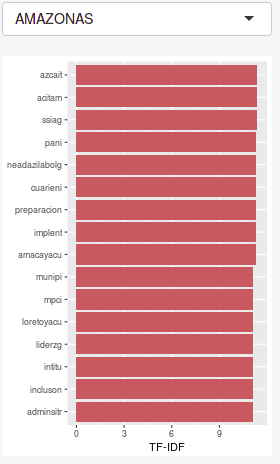 AMAZONAS
azcait
acitam
ssiag
pani
neadazilabolg
cuarieni
preparacion
implent
amacayacu
munipi
mpci
loretoyacu
liderzg
intitu
incluson
adminsitr
0 3 6 9
TF-IDF